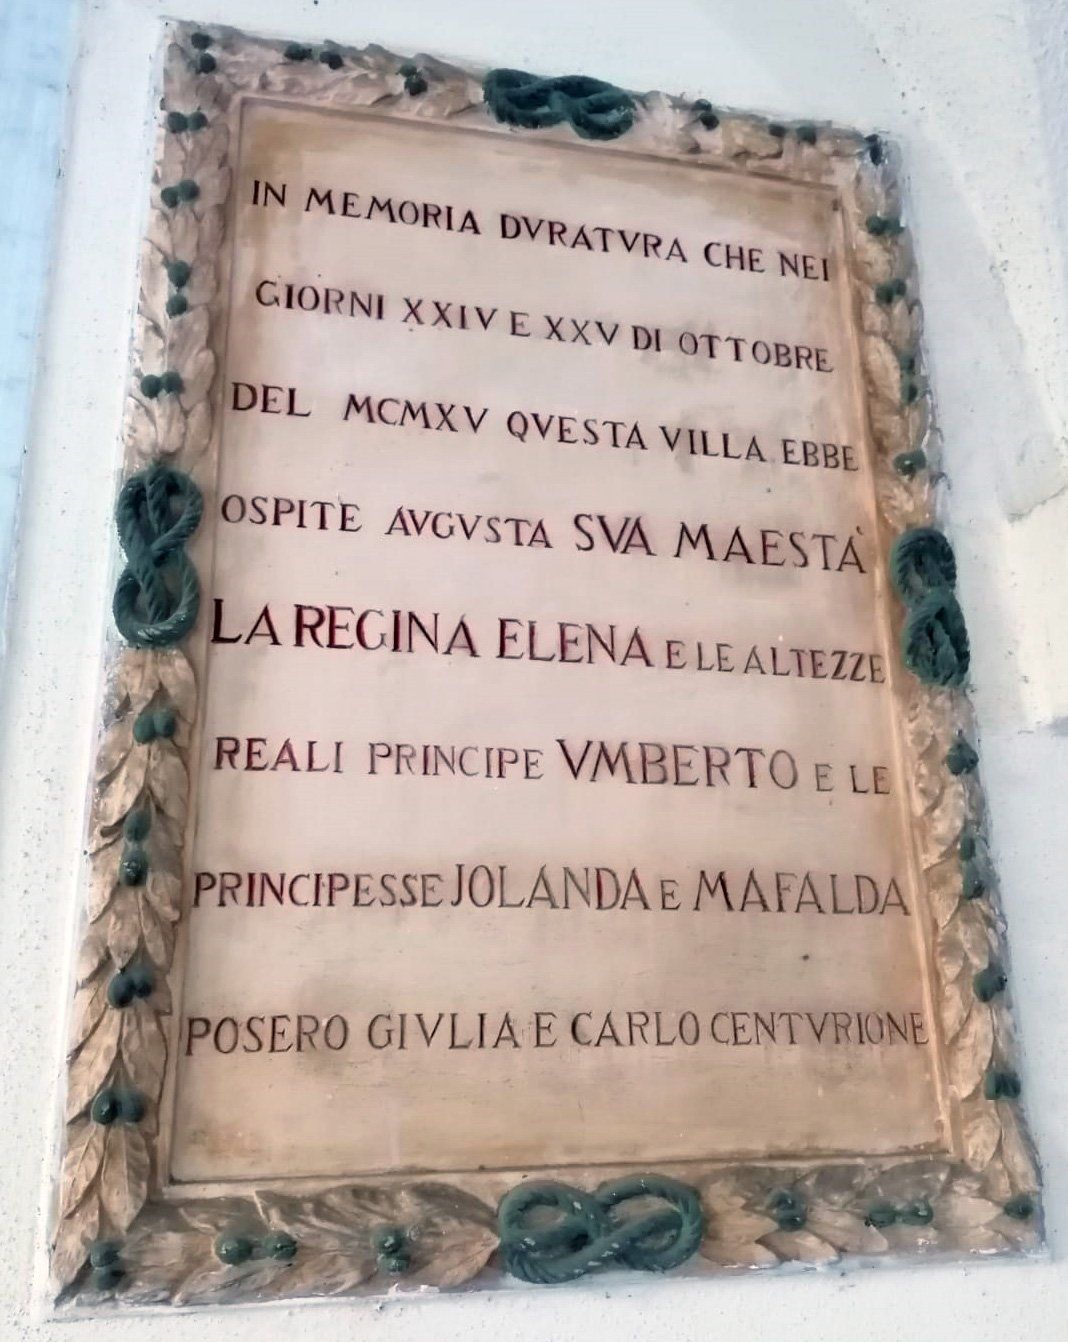 IN MEMORIA DVRATVRA CHE NEI
GIORNI XXIV E XXV DI OTTOBRE
DEL MCMXV QVESTA VILLA EBBE
OSPITE AVGVSTA SVA MAESTÀ
LA REGINA ELENA E LE ALTEZZE
REALI PRINCIPE VMBERTO E LE
PRINCIPESSE JOLANDA E MAFALDA
POSERO GIVLIA E CARLO CENTVRIONE